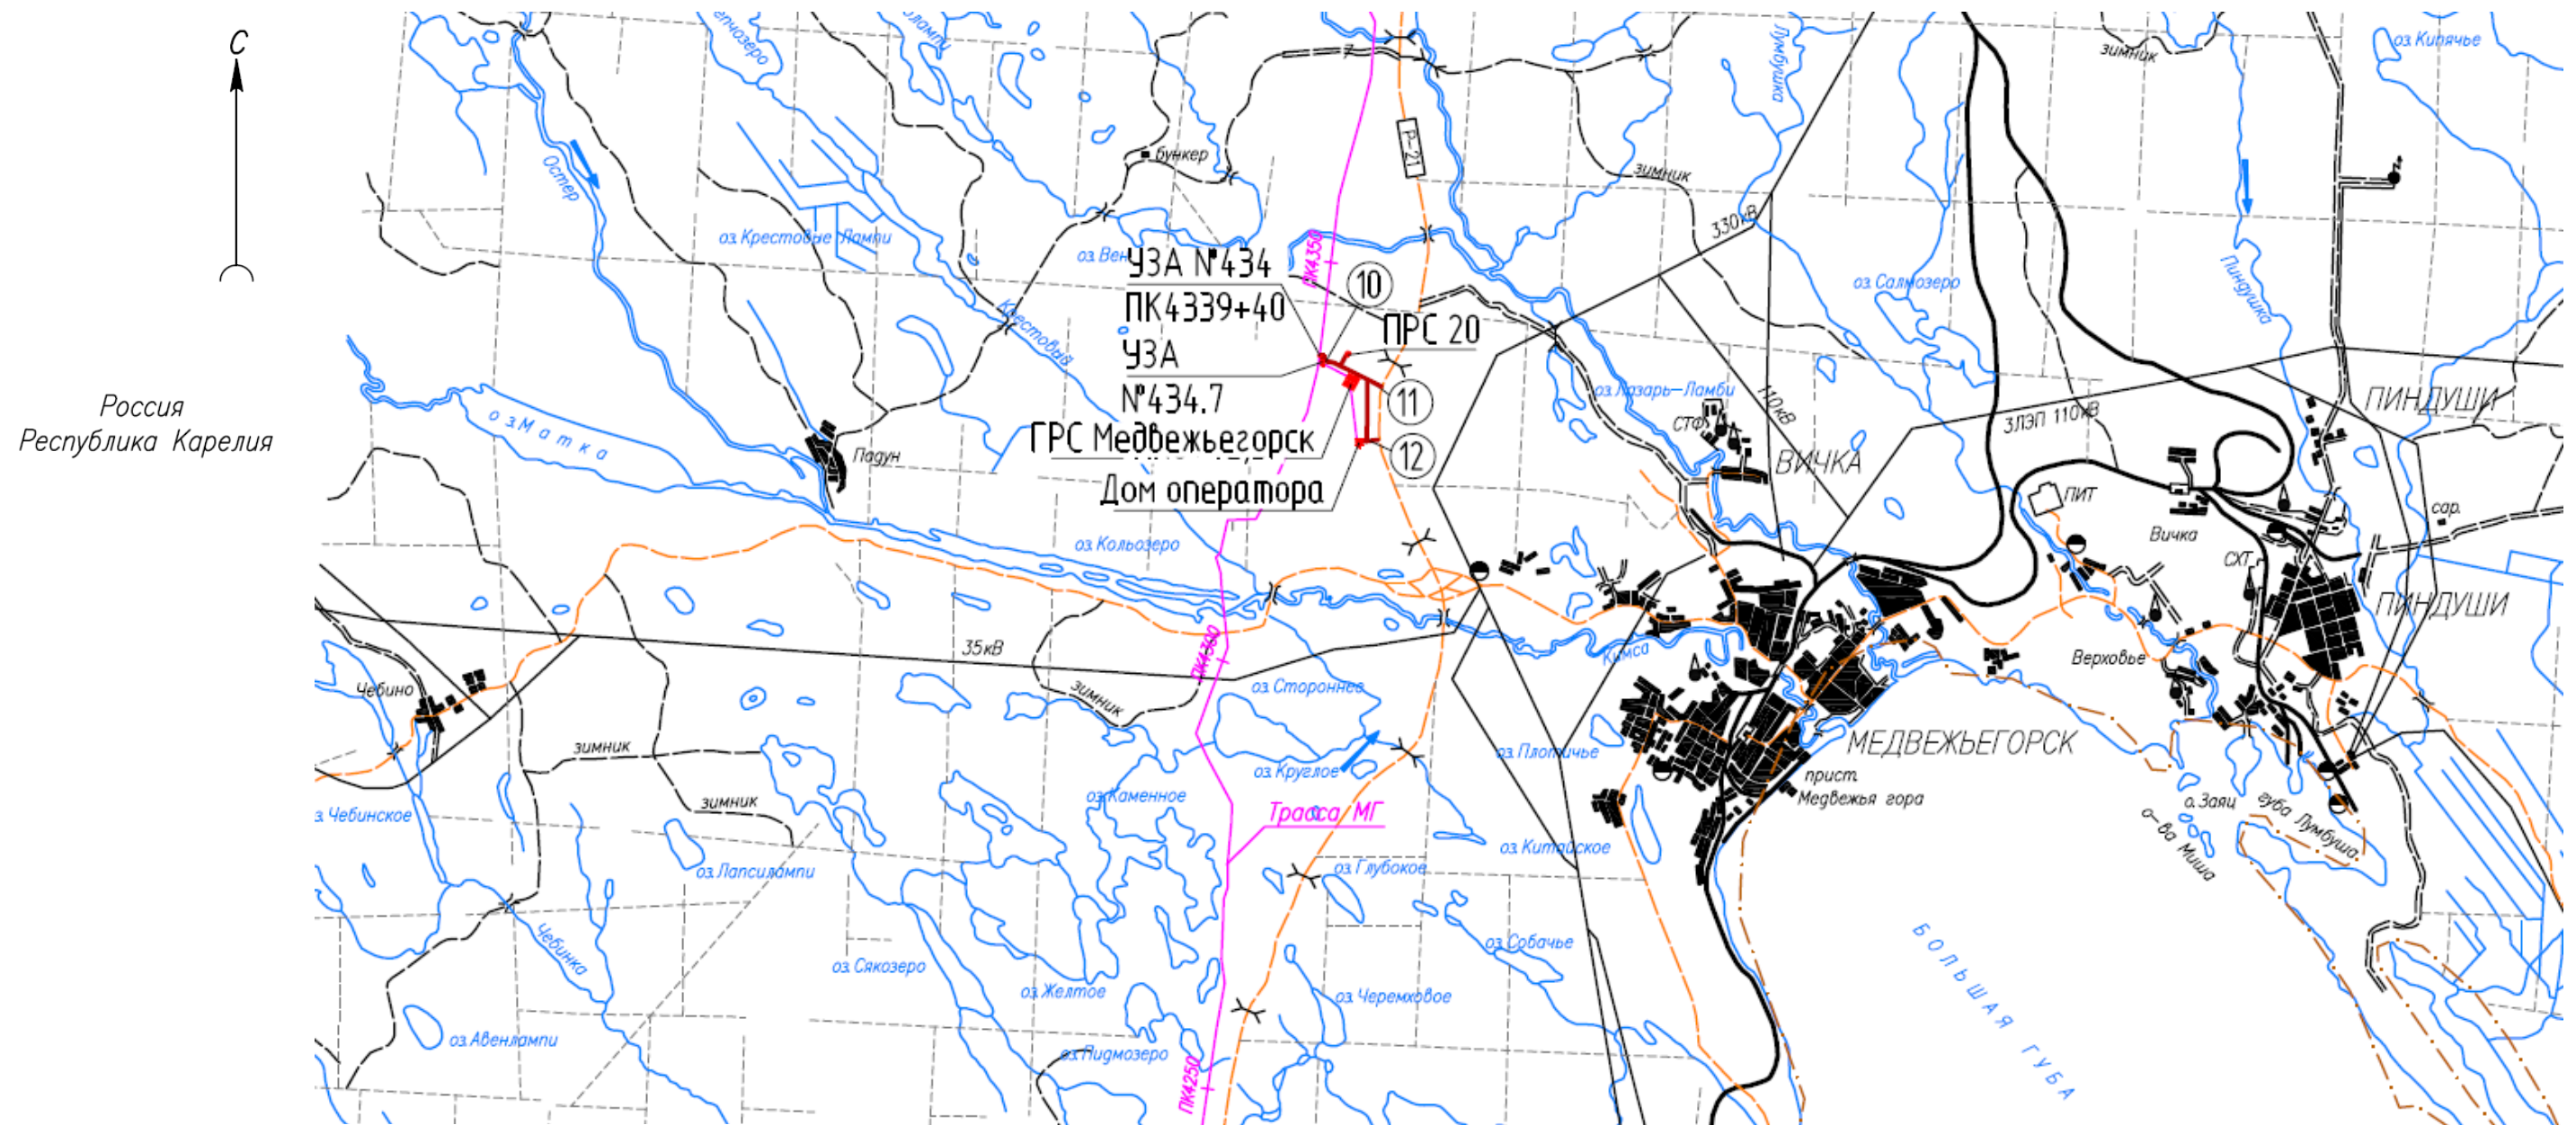 С
Россия
Республика Карелия
Лумбушка
зимник
оз. Кипячье
Остер
бункер
Р-21
зимник
330кВ
оз. Крестовые Лампи
ПК4350
УЗА №434
10
оз. Салмозеро
Пиндушка
ПК4339+40
Крестовый
ПРС 20
УЗА
№434.7
11
оз. Лазарь-Ламби
110кВ
ПИНДУШИ
3ЛЭП 110кВ
оз. Матка
СТФ
ГРС Медвежьегорск
12
Падун
ВИЧКА
Дом оператора
ПИТ
сар.
Вичка
оз. Кольозеро
СХТ
ПИНДУШИ
35кВ
ПК4300
Кумса
Верховье
Чебино
зимник
оз. Стороннее
зимник
оз. Плотичье
МЕДВЕЖЬЕГОРСК
оз. Круглое
прист.
Медвежья гора
зимник
оз. Каменное
Трасса МГ
о. Заяц
губа Лумбуша
о-ва Миша
оз. Чебинское
оз. Китайское
оз. Лапсилампи
оз. Глубокое
Чебинка
оз. Сякозеро
оз. Собачье
оз. Желтое
оз. Черемховое
БОЛЬШАЯ ГУБА
оз. Авенлампи
оз. Пидмозеро
ПК4250